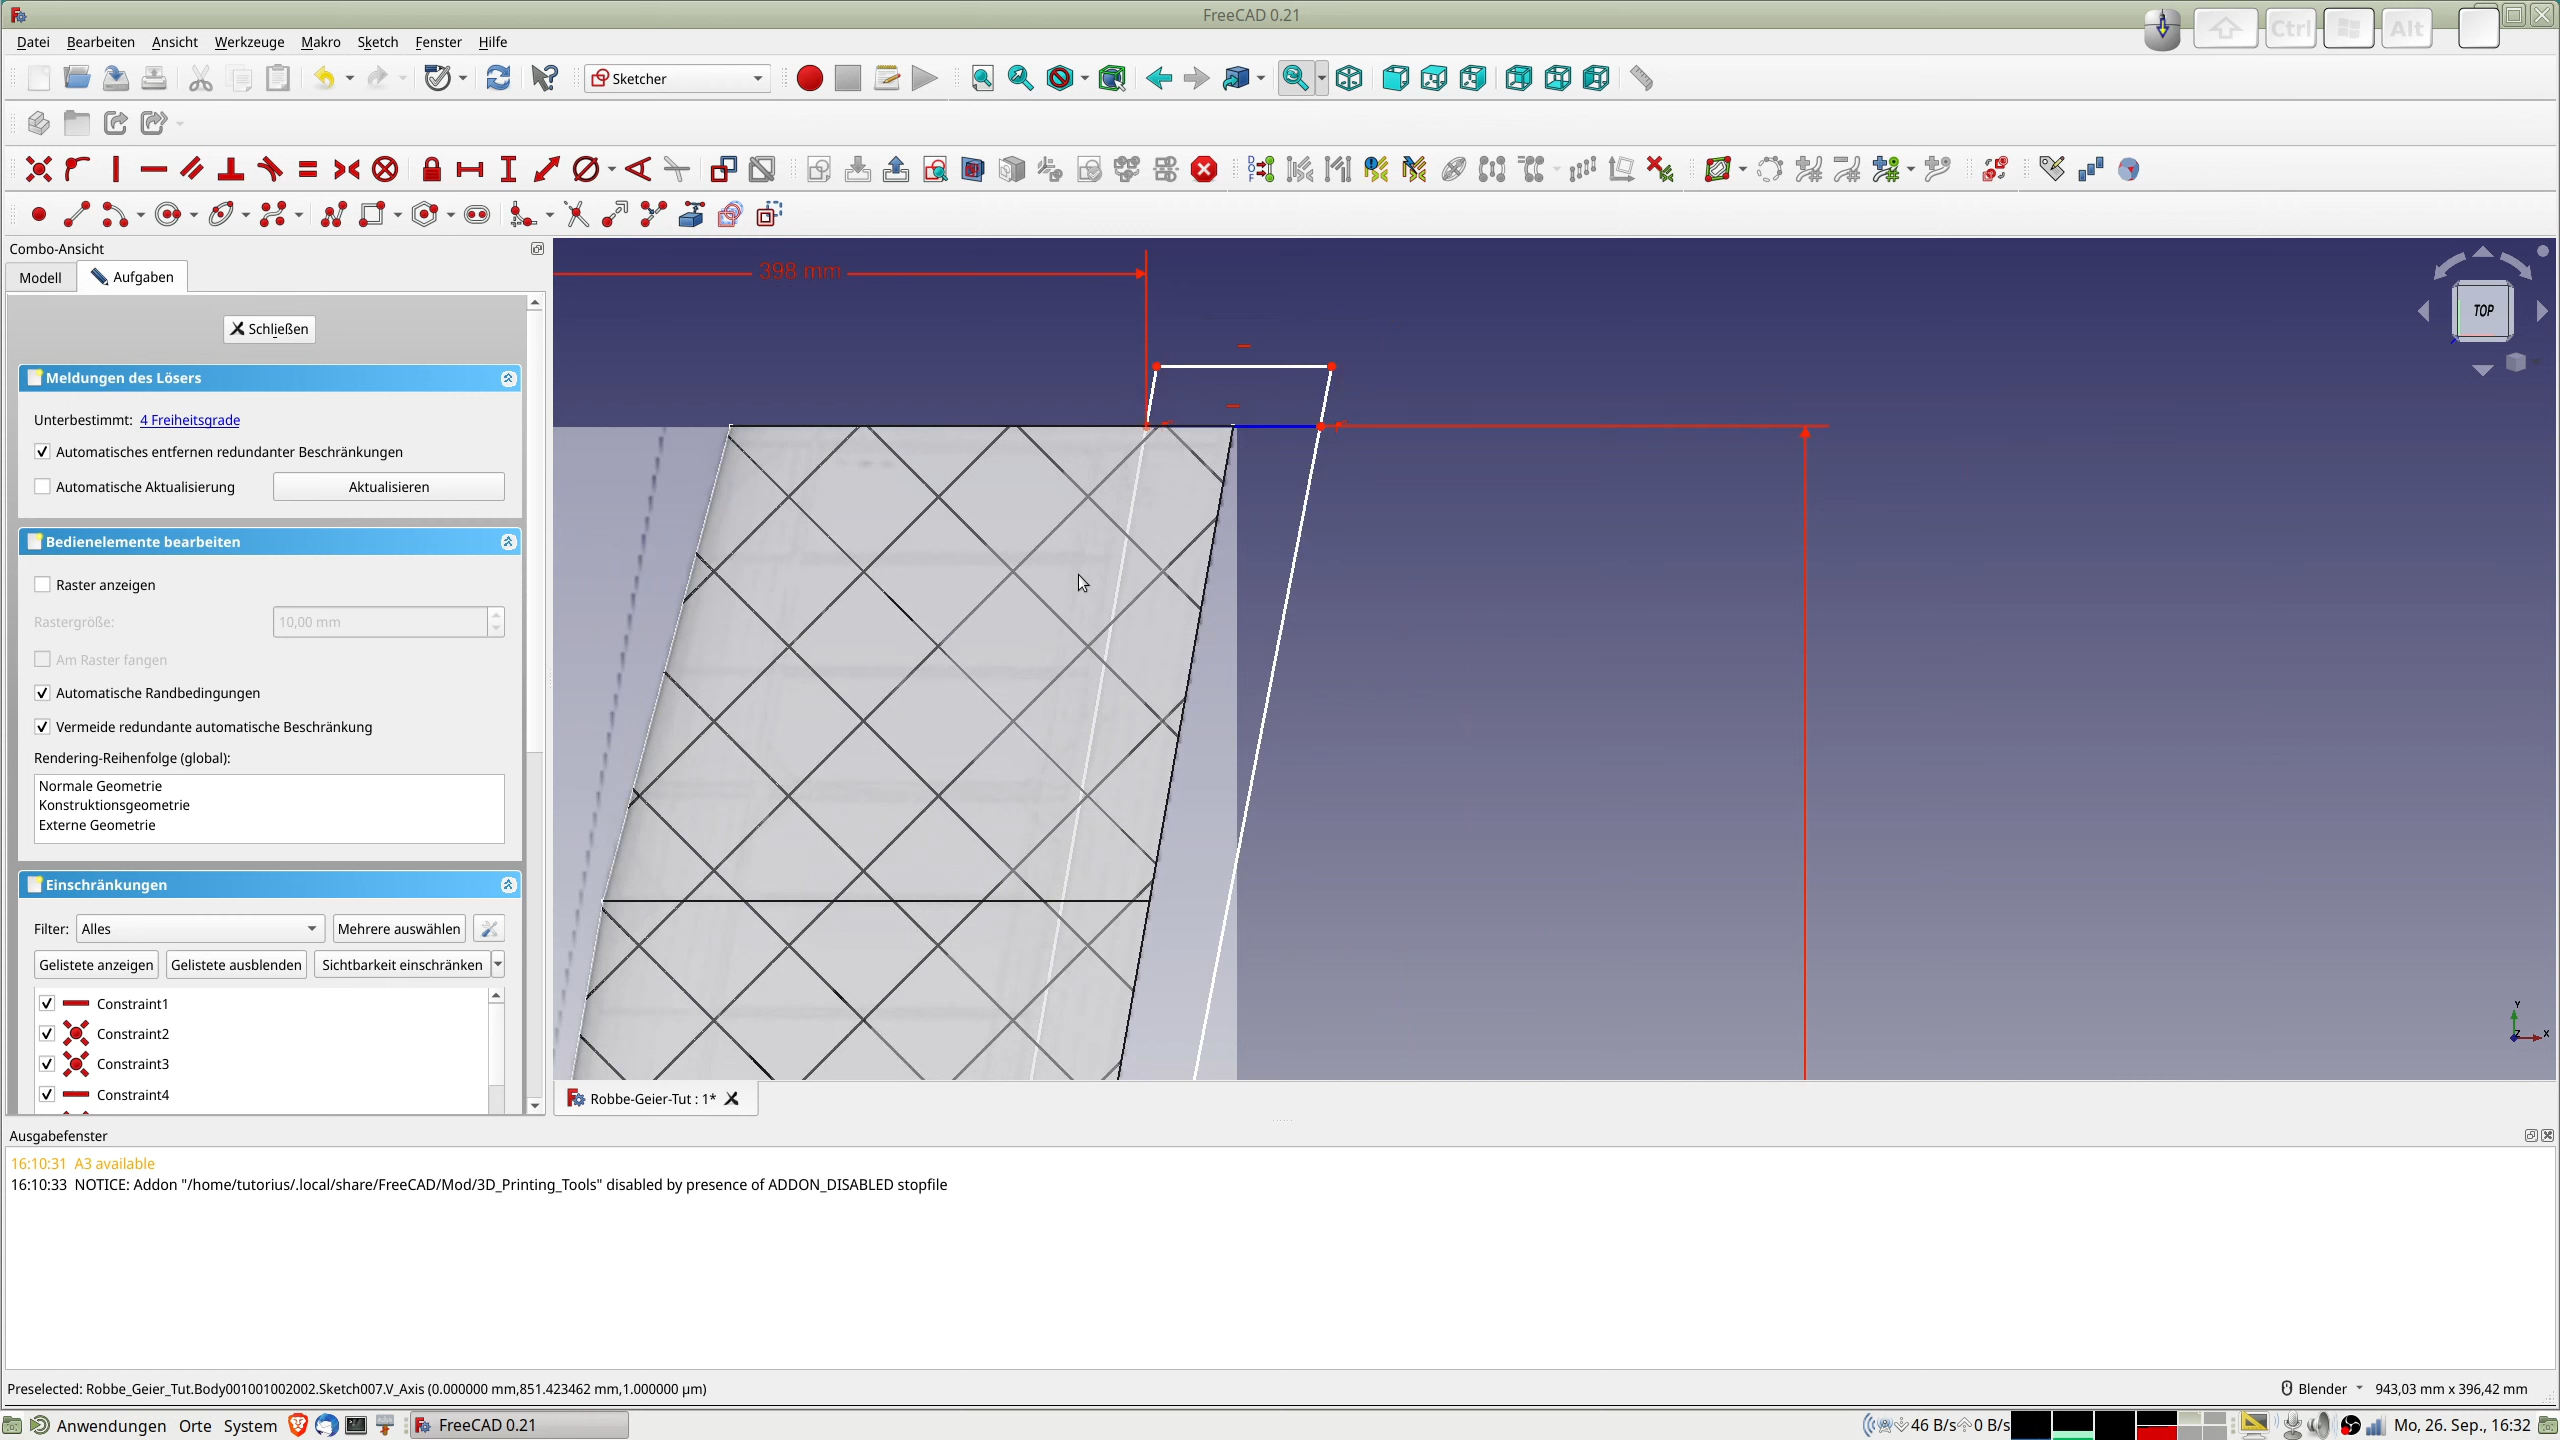 FreeCAD 0.21
Ctrl
Alt
Datei Bearbeiten Ansicht Werkzeuge Makro Sketch Fenster Hilfe
Sketcher
Combo-Ansicht
Modell
Aufgaben
Schließen
Meldungen des Lösers
Unterbestimmt: 4 Freiheitsgrade
Automatisches entfernen redundanter Beschränkungen
Automatische Aktualisierung
Aktualisieren
Bedienelemente bearbeiten
Raster anzeigen
Rastergröße:
10,00 mm
Am Raster fangen
Automatische Randbedingungen
Vermeide redundante automatische Beschränkung
Rendering-Reihenfolge (global):
Normale Geometrie
Konstruktionsgeometrie
Externe Geometrie
Einschränkungen
Filter:
Alles
Mehrere auswählen
Gelistete anzeigen
Gelistete ausblenden
Sichtbarkeit einschränken
Constraint1
Constraint2
Constraint3
Constraint4
398 mm
TOP
Y
Z
X
Robbe-Geier-Tut : 1*
Ausgabefenster
16:10:31 A3 available
16:10:33 NOTICE: Addon "/home/tutorius/.local/share/FreeCAD/Mod/3D_Printing_Tools" disabled by presence of ADDON_DISABLED stopfile
Preselected: Robbe_Geier_Tut.Body001001002002.Sketch007.V_Axis (0.000000 mm,851.423462 mm,1.000000 µm)
Blender
943,03 mm x 396,42 mm
Anwendungen Orte System
FreeCAD 0.21
46 B/s
0 B/s
Mo, 26. Sep., 16:32